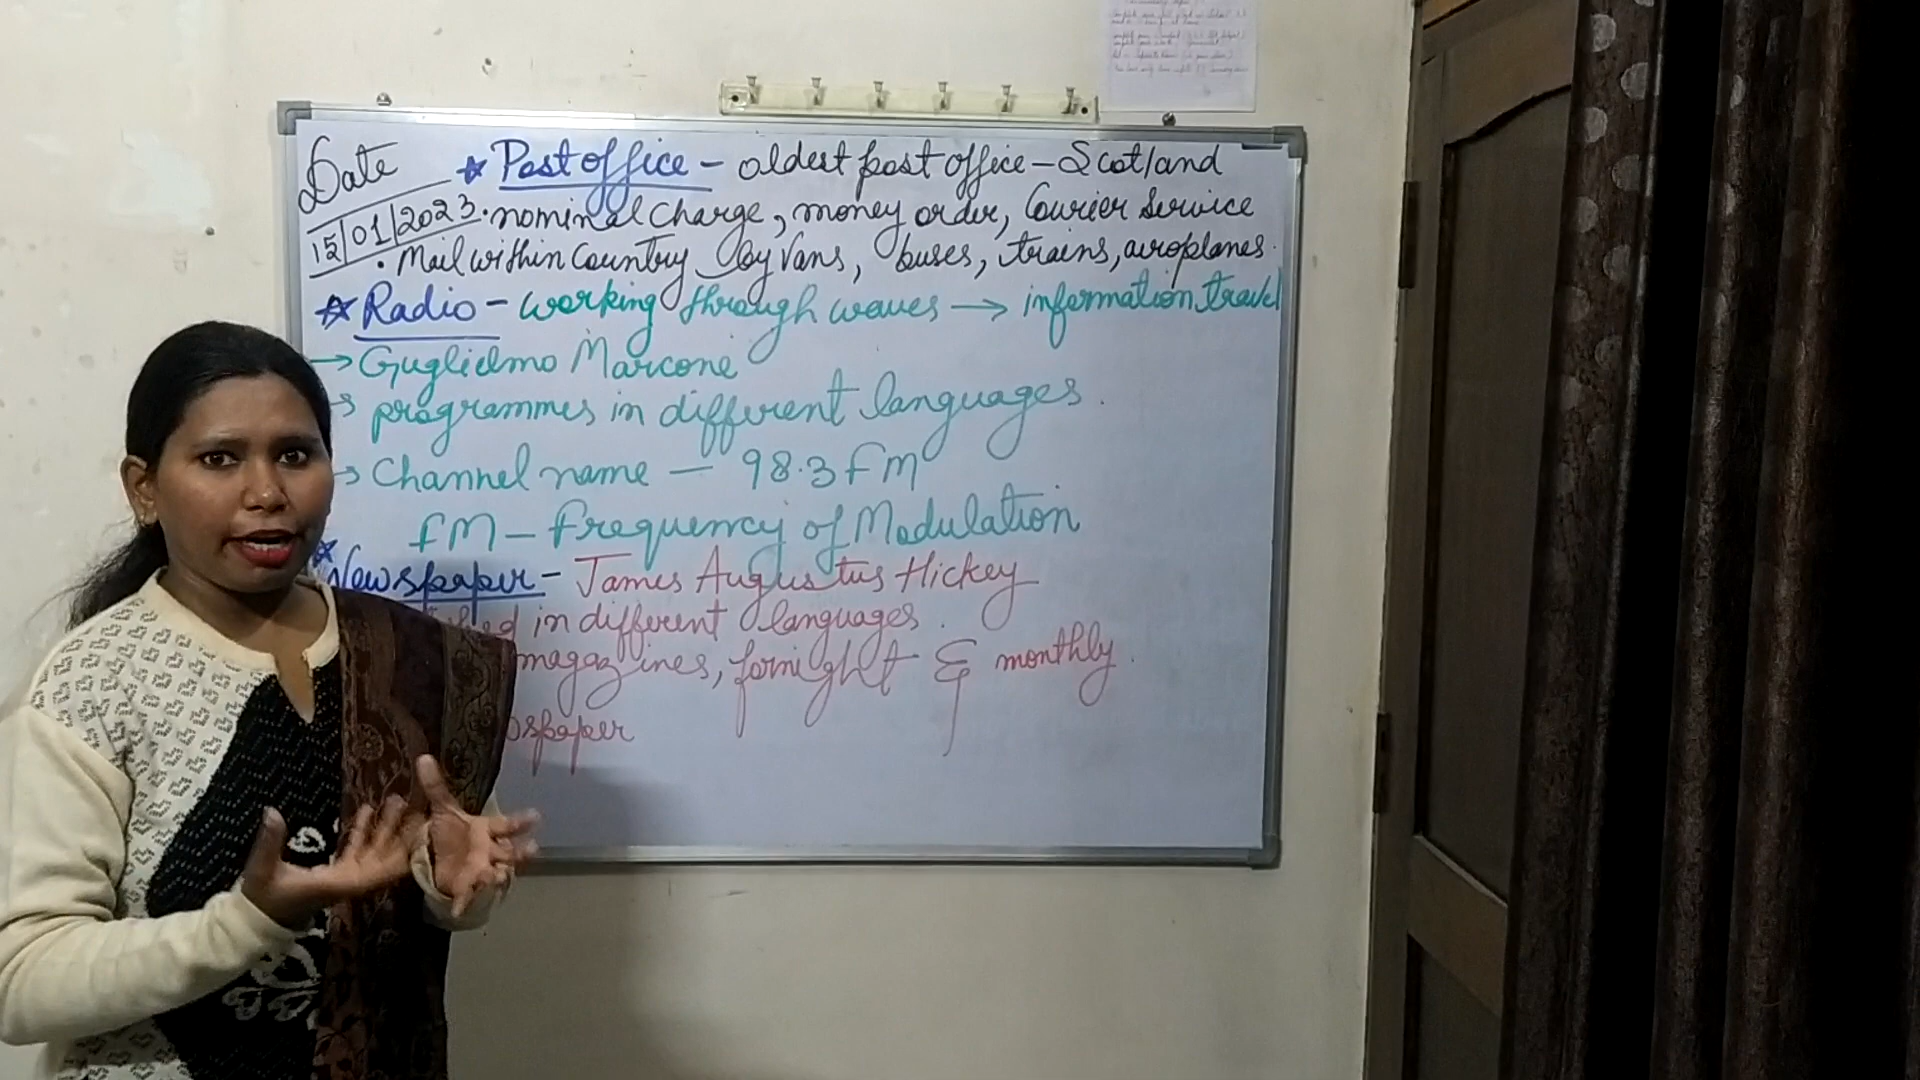 Date
15/01/2023
☆ Post office - oldest post office - Scotland
• nominal charge, money order, Courier Service
• Mail within Country by Vans, buses, trains, aeroplanes.
☆ Radio - working through waves → information travel
→ Guglielmo Marcone
→ programmes in different languages.
→ Channel name - 98.3 FM
FM - Frequency of Modulation
☆ Newspaper - James Augustus Hickey
in different languages.
magazines, fornight & monthly.